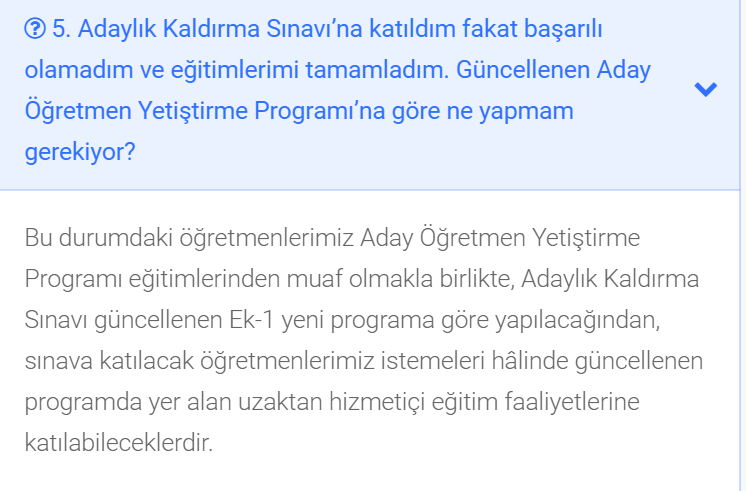 5. Adaylık Kaldırma Sınavı’na katıldım fakat başarılı
olamadım ve eğitimlerimi tamamladım. Güncellenen Aday
Öğretmen Yetiştirme Programı’na göre ne yapmam
gerekiyor?
Bu durumdaki öğretmenlerimiz Aday Öğretmen Yetiştirme
Programı eğitimlerinden muaf olmakla birlikte, Adaylık Kaldırma
Sınavı güncellenen Ek-1 yeni programa göre yapılacağından,
sınava katılacak öğretmenlerimiz istemeleri hâlinde güncellenen
programda yer alan uzaktan hizmetiçi eğitim faaliyetlerine
katılabileceklerdir.